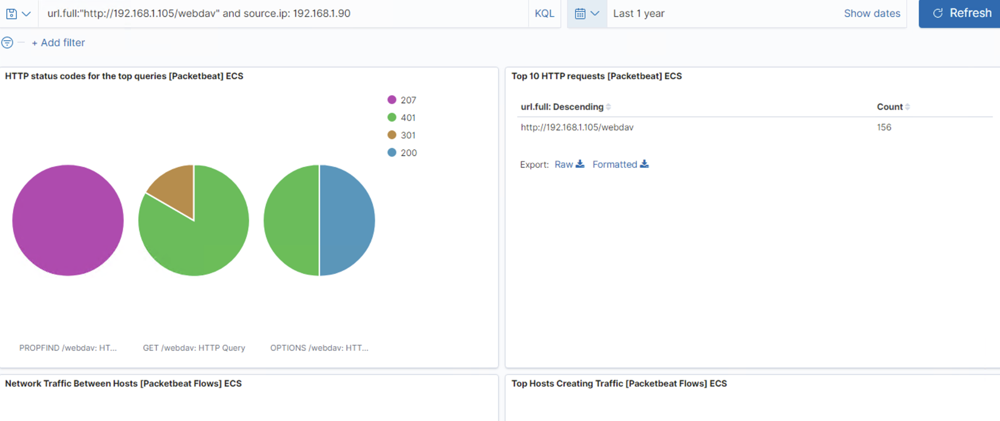 url.full:"http://192.168.1.105/webdav" and source.ip: 192.168.1.90
KQL
Last 1 year
Show dates
Refresh
+ Add filter
HTTP status codes for the top queries [Packetbeat] ECS
207
401
301
200
PROPFIND /webdav: HT...
GET /webdav: HTTP Query
OPTIONS /webdav: HTT...
Top 10 HTTP requests [Packetbeat] ECS
url.full: Descending Count
http://192.168.1.105/webdav 156
Export: Raw Formatted
Network Traffic Between Hosts [Packetbeat Flows] ECS
Top Hosts Creating Traffic [Packetbeat Flows] ECS